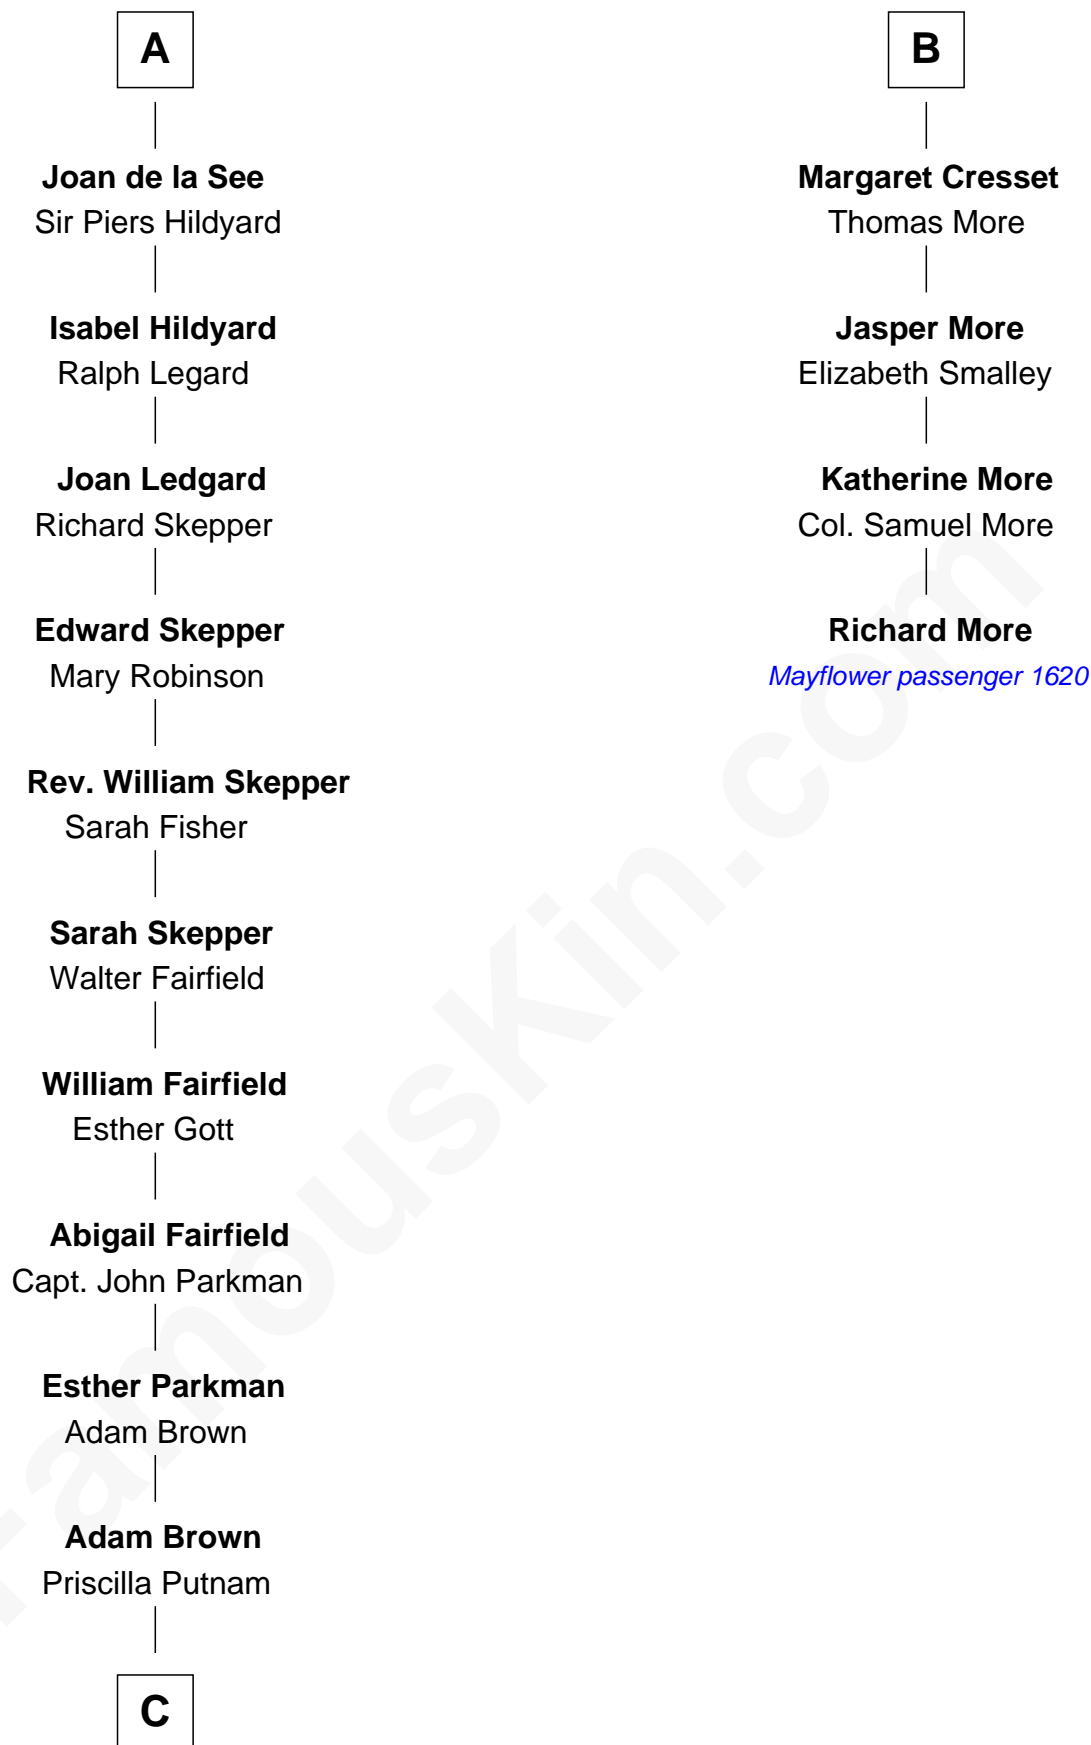 A
Joan de la See
Sir Piers Hildyard
Isabel Hildyard
Ralph Legard
Joan Ledgard
Richard Skepper
Edward Skepper
Mary Robinson
Rev. William Skepper
Sarah Fisher
Sarah Skepper
Walter Fairfield
William Fairfield
Esther Gott
Abigail Fairfield
Capt. John Parkman
Esther Parkman
Adam Brown
Adam Brown
Priscilla Putnam
C
B
Margaret Cresset
Thomas More
Jasper More
Elizabeth Smalley
Katherine More
Col. Samuel More
Richard More
Mayflower passenger 1620
FamousKin.com